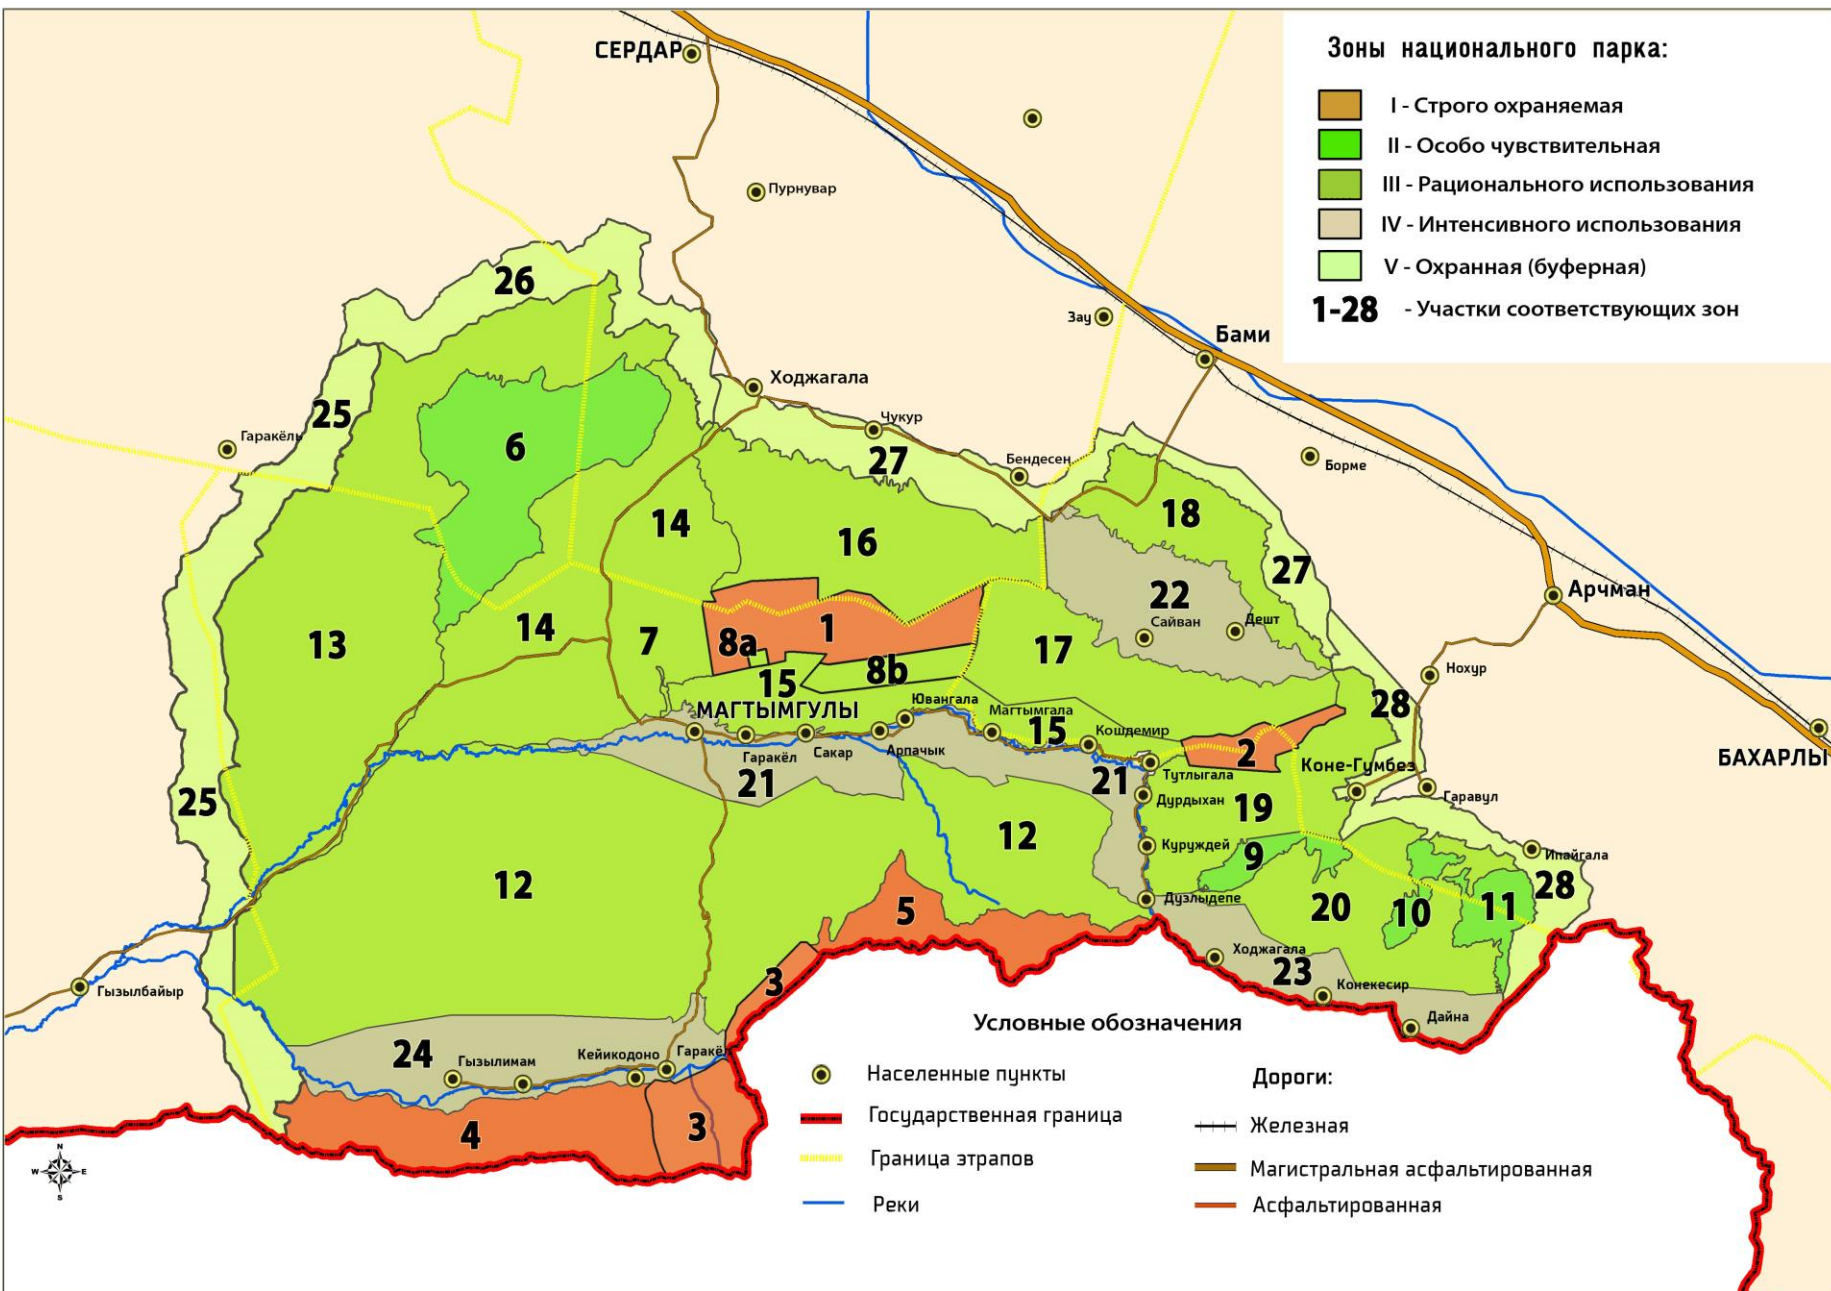 СЕРДАР
Зоны национального парка:
I - Строго охраняемая
II - Особо чувствительная
III - Рационального использования
IV - Интенсивного использования
V - Охранная (буферная)
1-28 - Участки соответствующих зон
Пурнувар
26
Зау
Бами
Ходжагала
25
Чукур
Гаракёль
6
27
Бендесен
Борме
14
16
18
27
22
Арчман
13
14
7
8a
1
Сайван
Дешт
17
8b
15
Нохур
28
МАГТЫМГУЛЫ
Ювангала
Магтымгала
15
Кошдемир
2
Гаракёл
Сакар
Арпачык
Коне-Гумбез
БАХАРЛЫ
21
21
Тутлыгала
25
Дурдыхан
19
Гаравул
12
Куруждей
9
Ипайгала
12
Дузлыдепе
28
5
20
10
11
Ходжагала
23
3
Гызылбайыр
Конекесир
Дайна
Условные обозначения
24
Гызылимам
Кейикодоно
Гаракёл
4
3
Населенные пункты
Государственная граница
Граница этрапов
Реки
Дороги:
Железная
Магистральная асфальтированная
Асфальтированная
N
W
E
S